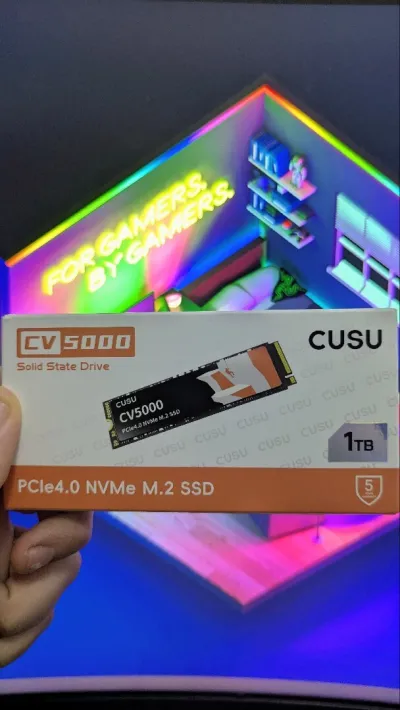 FOR GAMERS.
BY GAMERS.
CV5000
Solid State Drive
CUSU
CUSU
CV5000
PCIe4.0 NVMe M.2 SSD
1TB
PCIe4.0 NVMe M.2 SSD
5